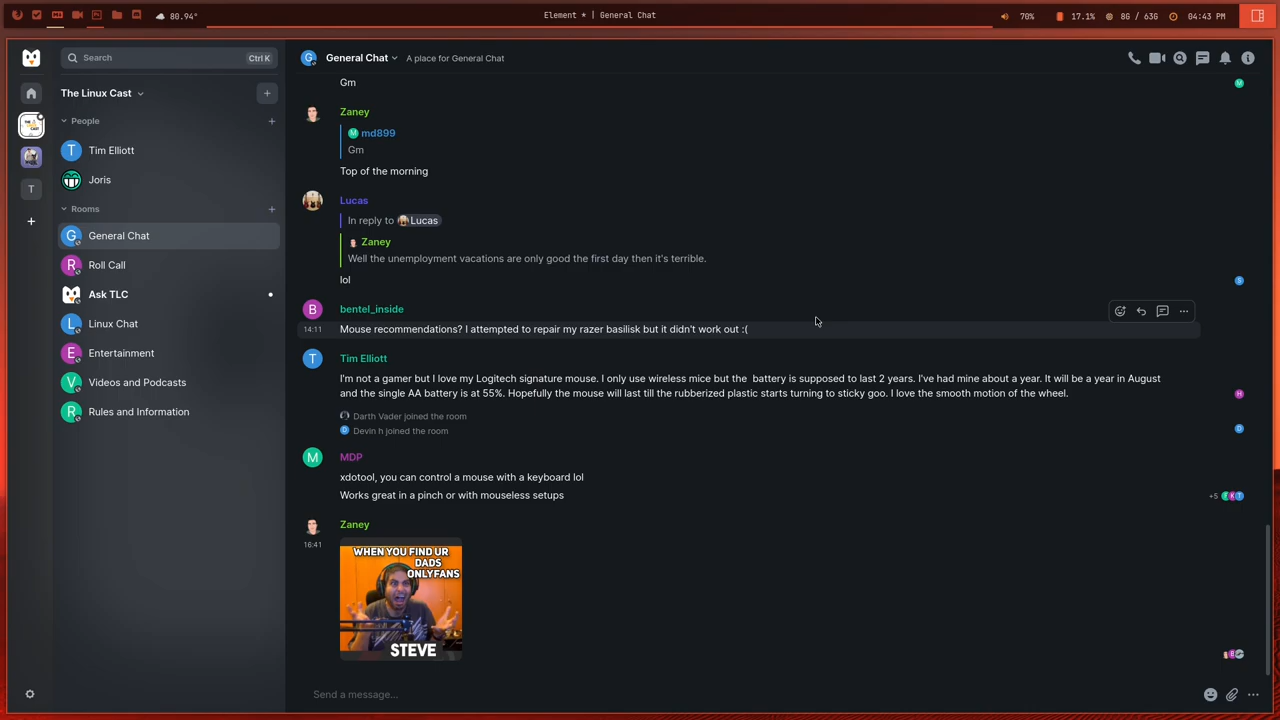 80.94°
Element * | General Chat
70%
17.1%
8G / 63G
04:43 PM
Search
Ctrl K
The Linux Cast
People
T
Tim Elliott
Joris
Rooms
G
General Chat
R
Roll Call
Ask TLC
L
Linux Chat
E
Entertainment
V
Videos and Podcasts
R
Rules and Information
T
G
General Chat
A place for General Chat
Gm
M
Zaney
M md899
Gm
Top of the morning
Lucas
In reply to Lucas
Zaney
Well the unemployment vacations are only good the first day then it's terrible.
lol
S
B
bentel_inside
14:11
Mouse recommendations? I attempted to repair my razer basilisk but it didn't work out :(
T
Tim Elliott
I'm not a gamer but I love my Logitech signature mouse. I only use wireless mice but the  battery is supposed to last 2 years. I've had mine about a year. It will be a year in August
and the single AA battery is at 55%. Hopefully the mouse will last till the rubberized plastic starts turning to sticky goo. I love the smooth motion of the wheel.
H
Darth Vader joined the room
D Devin h joined the room
D
M
MDP
xdotool, you can control a mouse with a keyboard lol
Works great in a pinch or with mouseless setups
+5
Zaney
16:41
WHEN YOU FIND UR
DADS
ONLYFANS
STEVE
Send a message...